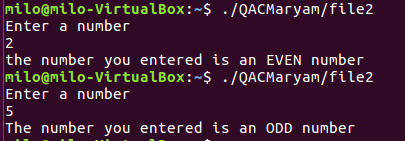 milo@milo-VirtualBox:~$ ./QACMaryam/file2
Enter a number
2
the number you entered is an EVEN number
milo@milo-VirtualBox:~$ ./QACMaryam/file2
Enter a number
5
The number you entered is an ODD number